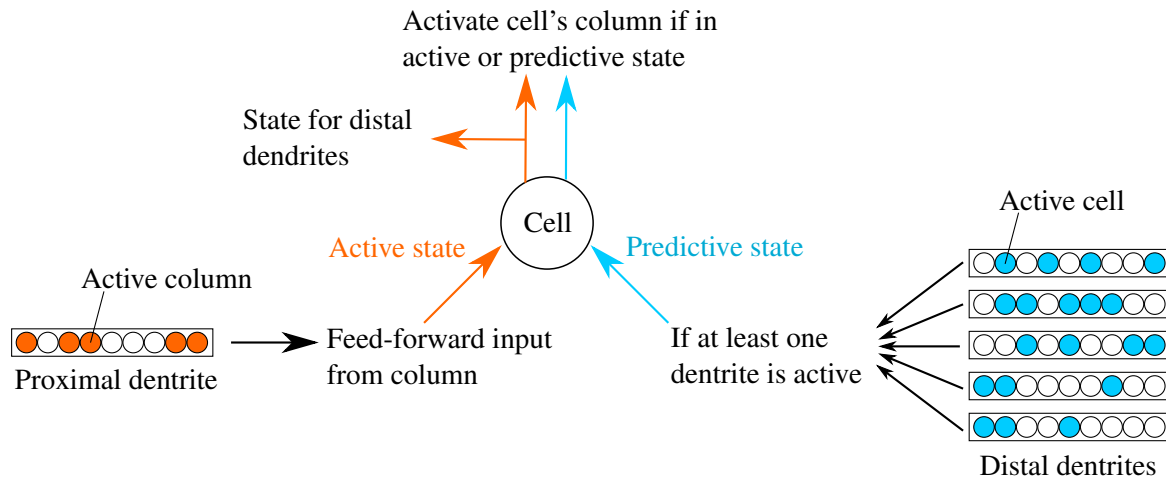 Activate cell's column if in
active or predictive state
State for distal
dendrites
Cell
Active state
Predictive state
Active cell
Active column
Feed-forward input
from column
If at least one
dentrite is active
Proximal dentrite
Distal dentrites